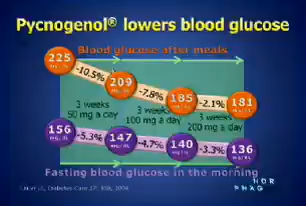 Pycnogenol® lowers blood glucose
Blood glucose after meals
225 mg/dL
-10.5%
209 mg/dL
-7.8%
185 mg/dL
-2.1%
181 mg/dL
3 weeks
50 mg a day
3 weeks
100 mg a day
3 weeks
200 mg a day
156 mg/dL
-5.3%
147 mg/dL
-4.7%
140 mg/dL
-3.3%
136 mg/dL
Fasting blood glucose in the morning
Diabetes Care 27: 2004